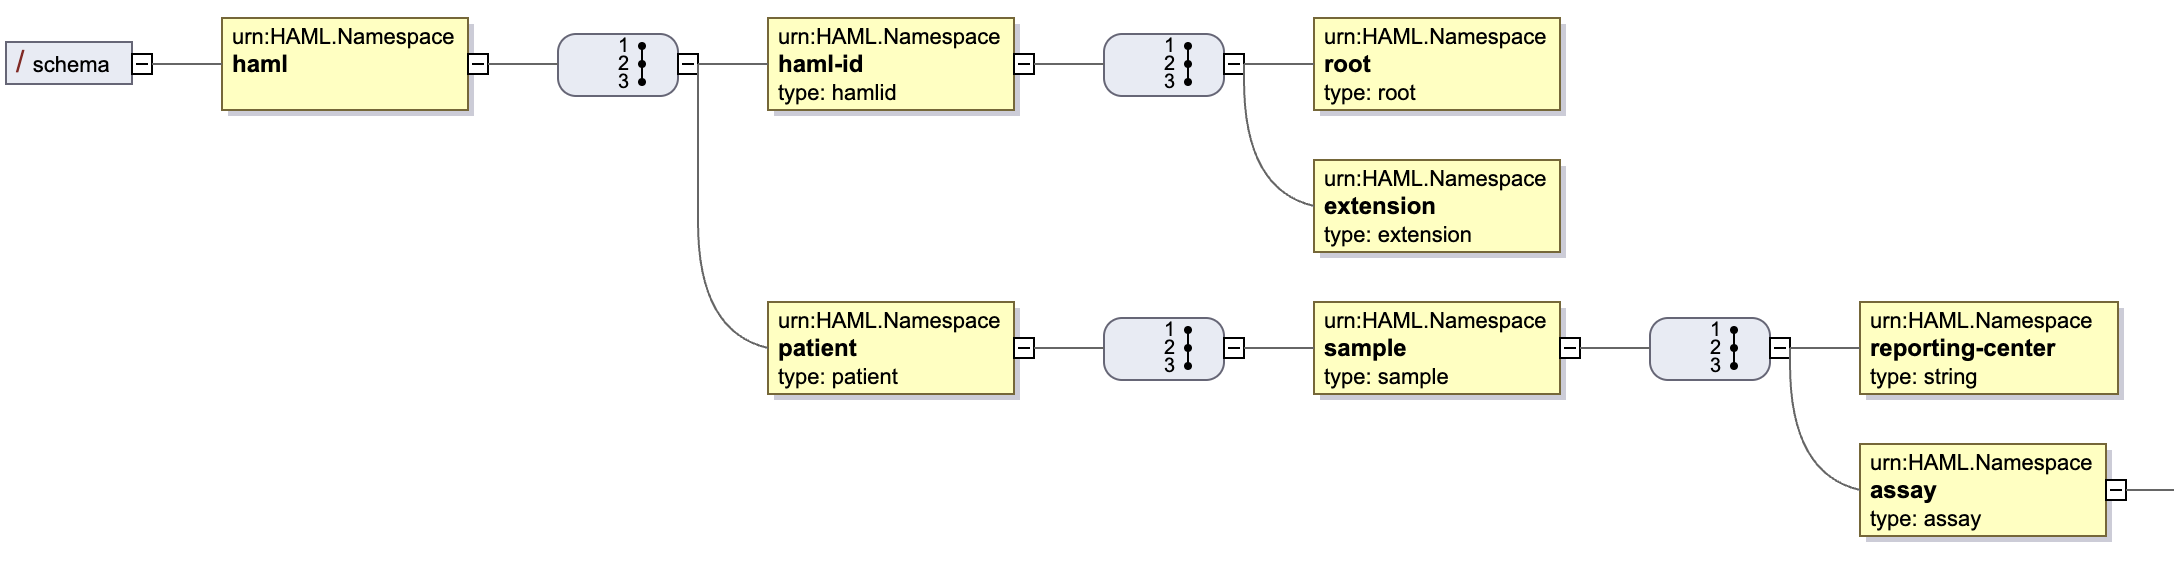 / schema
urn:HAML.Namespace
haml
1
2
3
urn:HAML.Namespace
haml-id
type: hamlid
1
2
3
urn:HAML.Namespace
root
type: root
urn:HAML.Namespace
extension
type: extension
urn:HAML.Namespace
patient
type: patient
1
2
3
urn:HAML.Namespace
sample
type: sample
1
2
3
urn:HAML.Namespace
reporting-center
type: string
urn:HAML.Namespace
assay
type: assay